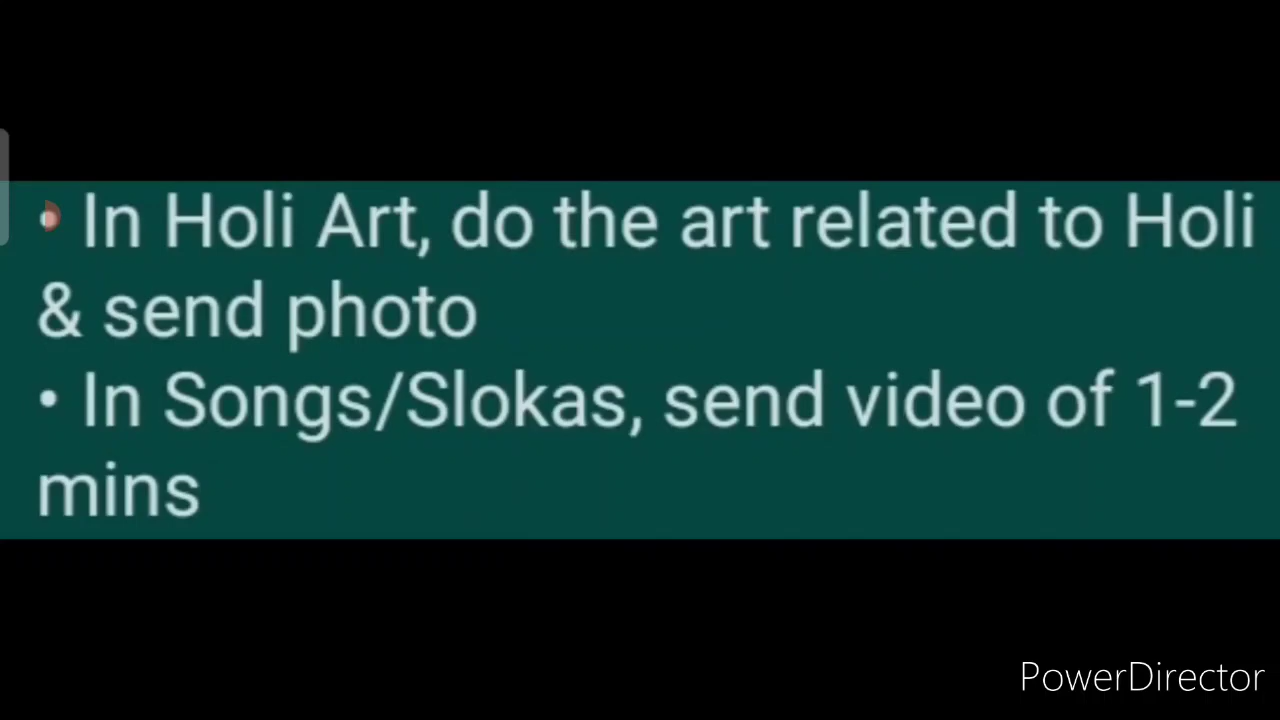 • In Holi Art, do the art related to Holi
& send photo
• In Songs/Slokas, send video of 1-2
mins
PowerDirector